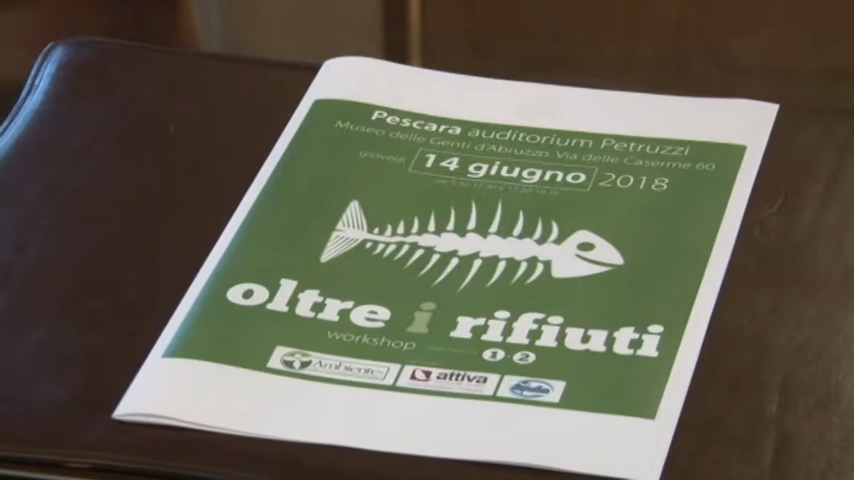 Pescara auditorium Petruzzi
Museo delle Genti d'Abruzzo Via delle Caserme 60
giovedì 14 giugno 2018
oltre i rifiuti
workshop 1-2
Ambiente
attiva